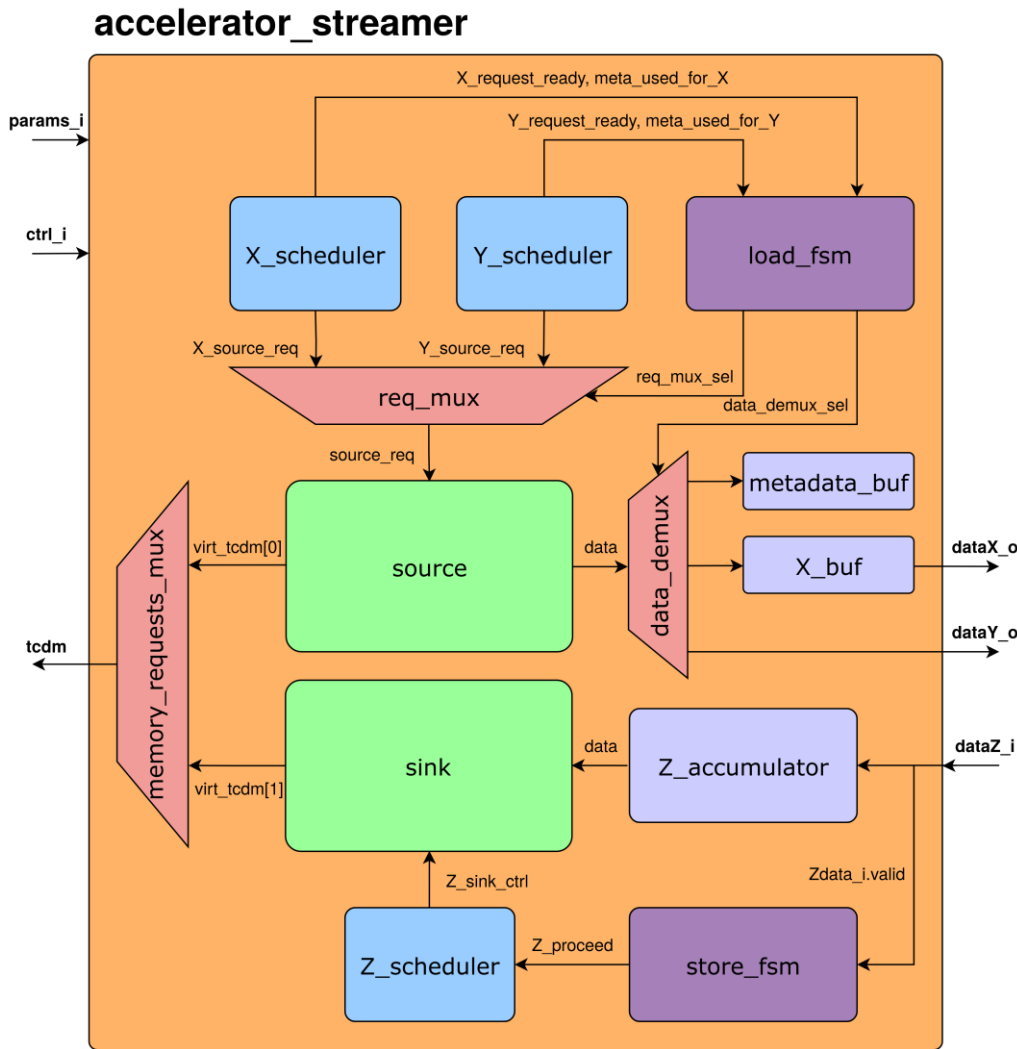 accelerator_streamer
X_request_ready, meta_used_for_X
params_i
Y_request_ready, meta_used_for_Y
ctrl_i
X_scheduler
Y_scheduler
load_fsm
X_source_req
Y_source_req
req_mux_sel
req_mux
data_demux_sel
source_req
metadata_buf
virt_tcdm[0]
source
data
data_demux
X_buf
dataX_o
tcdm
memory_requests_mux
dataY_o
sink
data
Z_accumulator
dataZ_i
virt_tcdm[1]
Z_sink_ctrl
Zdata_i.valid
Z_scheduler
Z_proceed
store_fsm